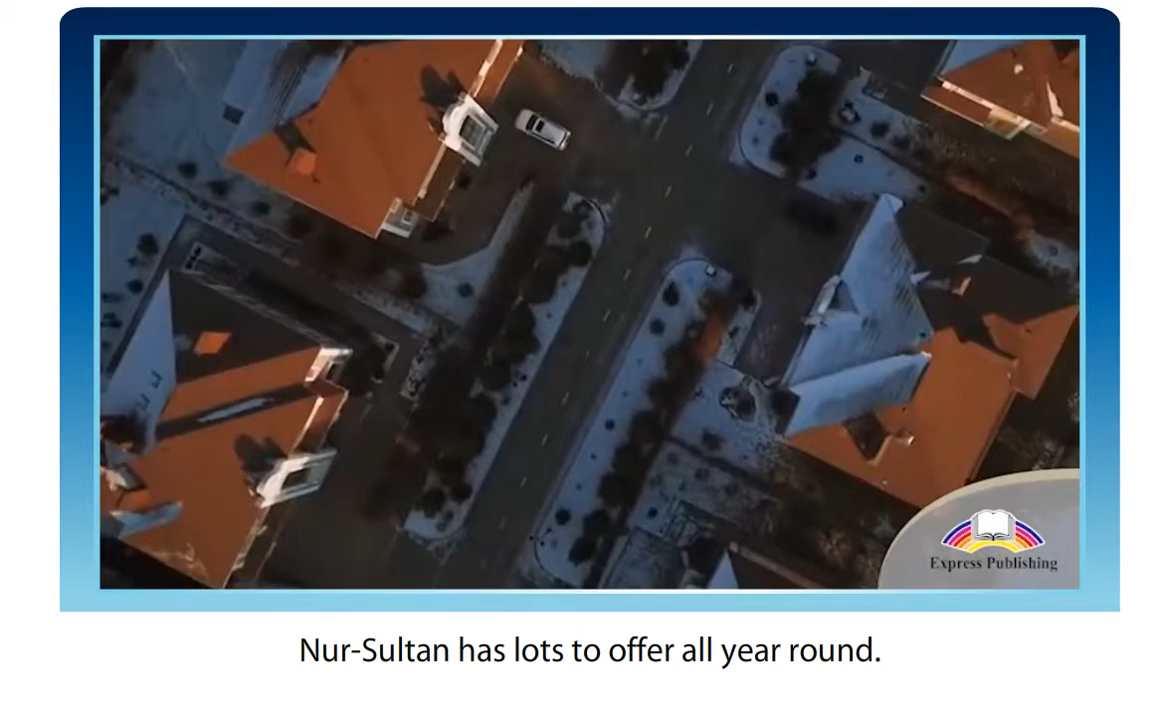 Express Publishing
Nur-Sultan has lots to offer all year round.